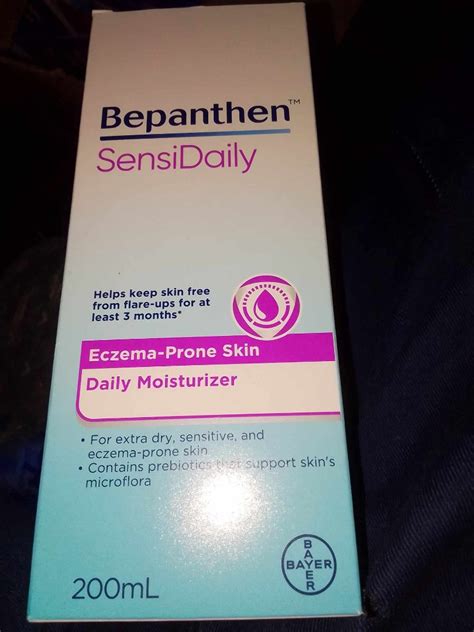 Bepanthen™
SensiDaily
Helps keep skin free
from flare-ups for at
least 3 months*
Eczema-Prone Skin
Daily Moisturizer
• For extra dry, sensitive, and
eczema-prone skin
• Contains prebiotics that support skin's
microflora
BAYER
BAYER
200mL